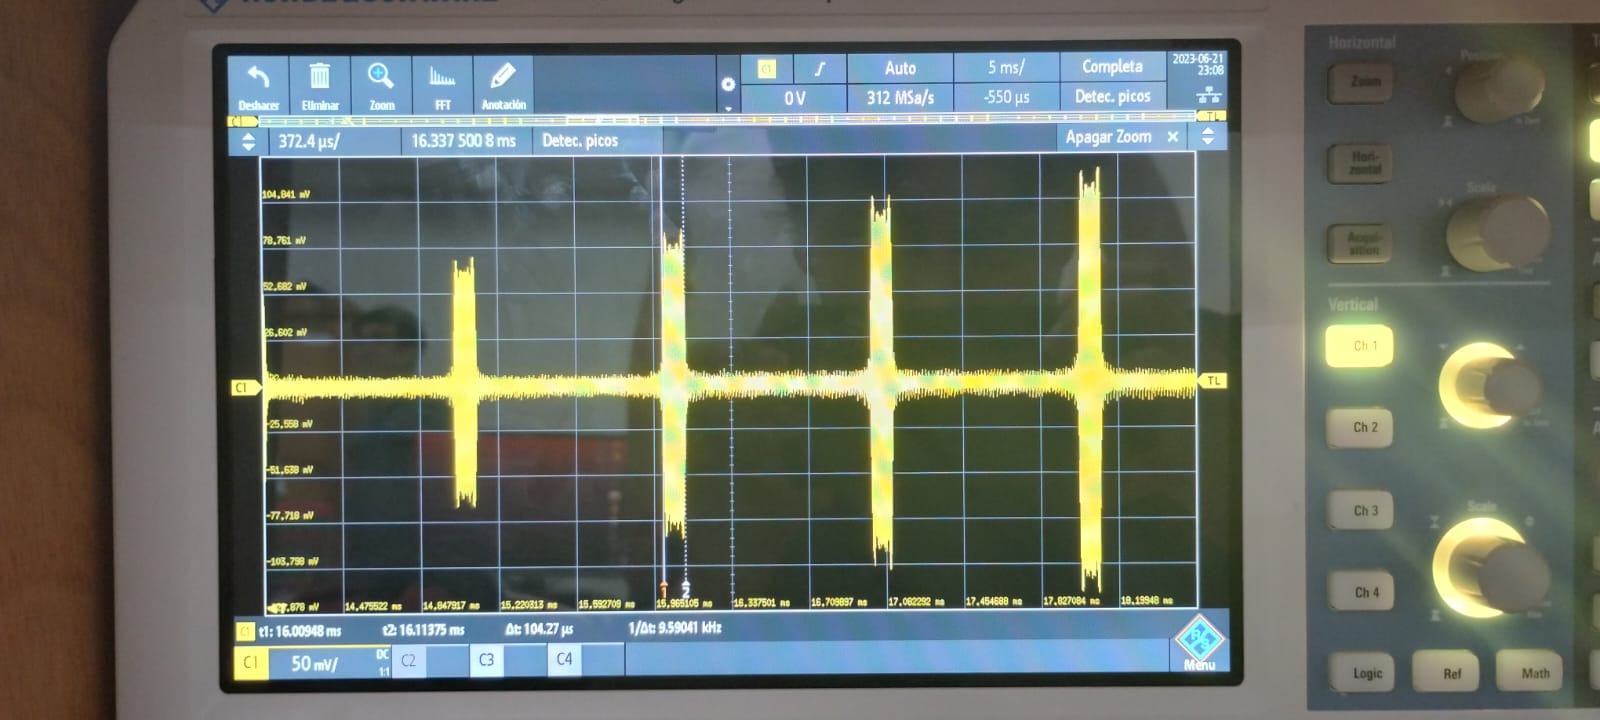 2023-06-21
23:08
C1 Auto 5 ms/ Completa
Deshacer Eliminar Zoom FFT Anotación
0 V 312 MSa/s -550 µs Detec. picos
C1 TL
372.4 µs/ 16.337 500 8 ms Detec. picos Apagar Zoom ×
104,841 mV
78,761 mV
52,682 mV
26,602 mV
C1 TL
-25,558 mV
-51,638 mV
-77,718 mV
-103,798 mV
1 2
14,475522 ms 14,847917 ms 15,220313 ms 15,592709 ms 15,965105 ms 16,337501 ms 16,709897 ms 17,082292 ms 17,454688 ms 17,827084 ms 18,19948 ms
C1 t1: 16.00948 ms t2: 16.11375 ms Δt: 104.27 µs 1/Δt: 9.59041 kHz
C1 50 mV/ DC 1:1 C2 C3 C4 Menu
Horizontal
Position
Zoom
Hori-
zontal
Scale
Acqui-
sition
Vertical
Ch 1
Ch 2
Ch 3
Scale
Ch 4
Logic Ref Math